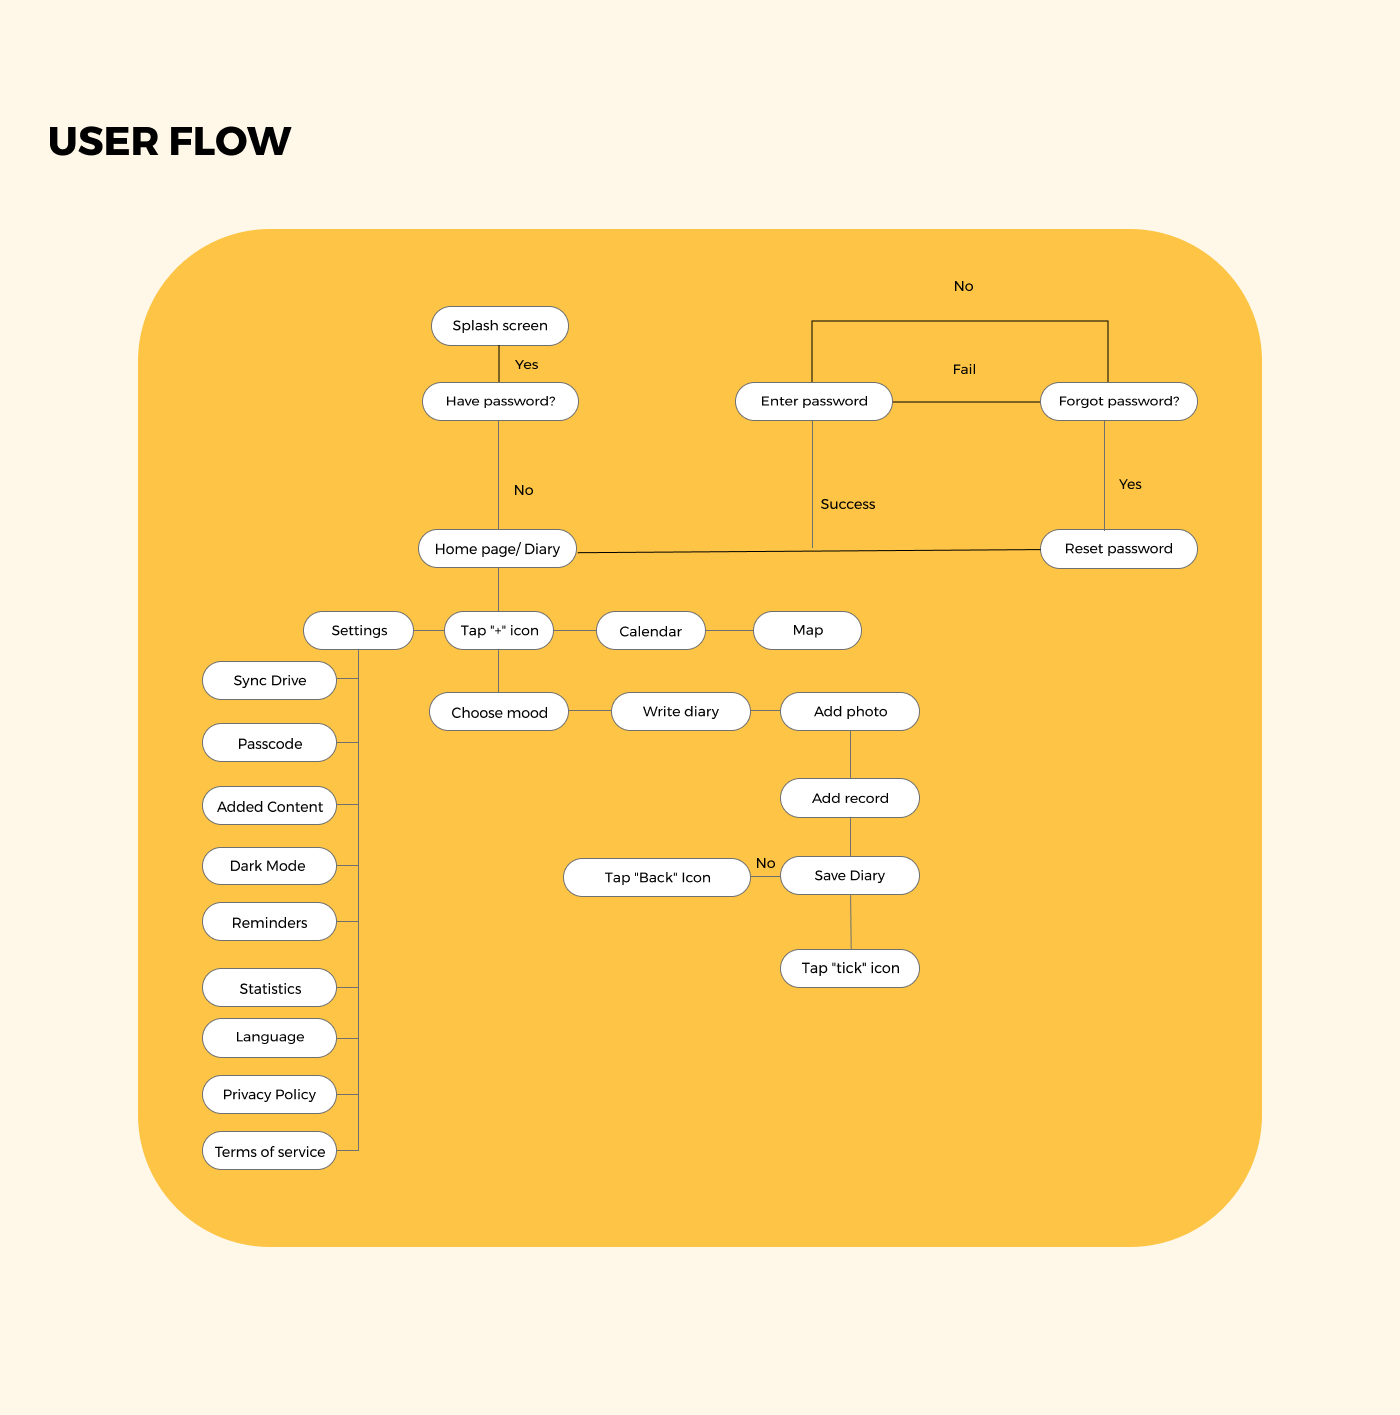 USER FLOW
No
Splash screen
Yes
Fail
Have password?
Enter password
Forgot password?
No
Success
Yes
Home page/ Diary
Reset password
Settings
Tap "+" icon
Calendar
Map
Sync Drive
Choose mood
Write diary
Add photo
Passcode
Added Content
Add record
Dark Mode
Tap "Back" Icon
No
Save Diary
Reminders
Tap "tick" icon
Statistics
Language
Privacy Policy
Terms of service